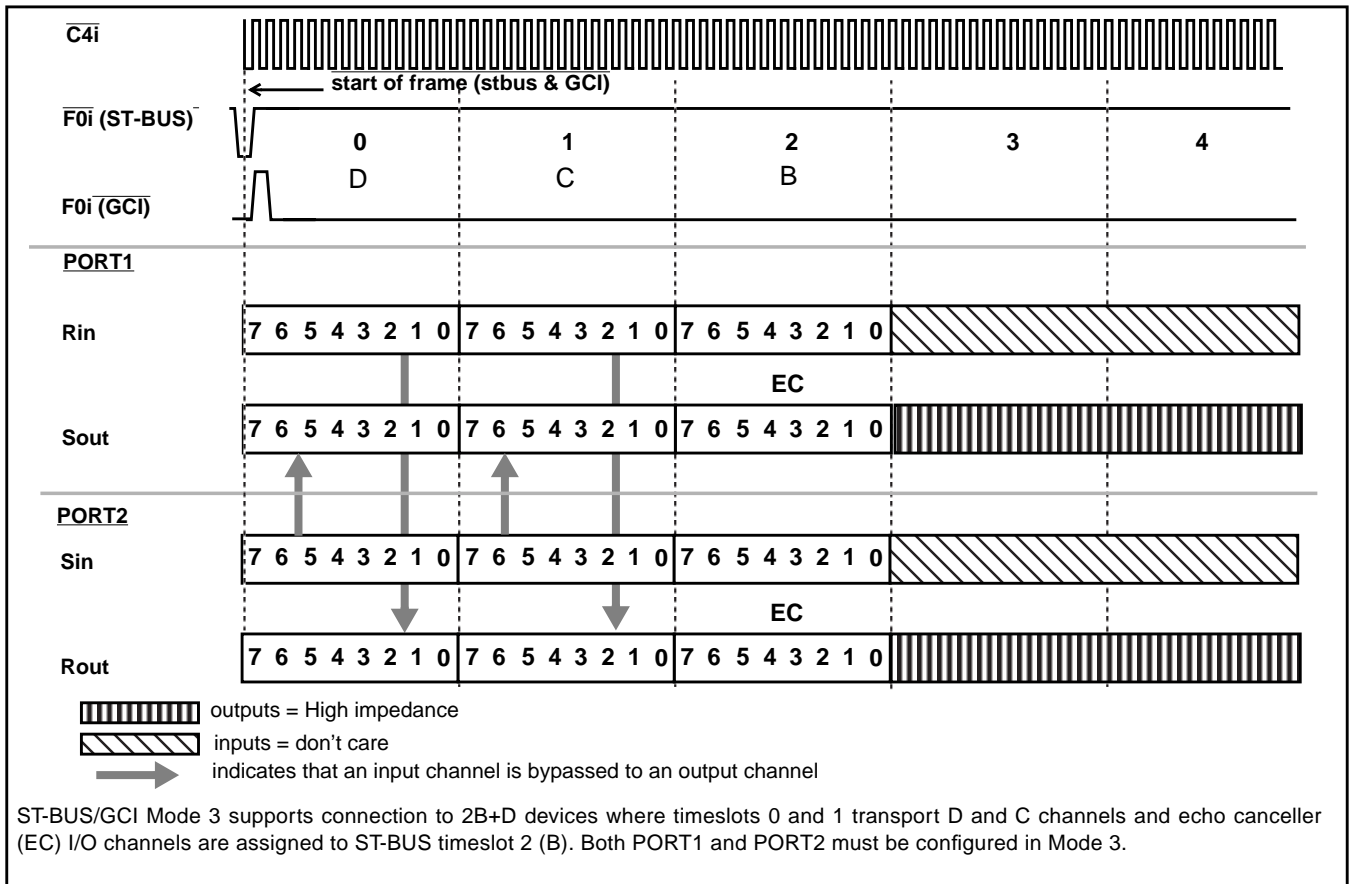 C4i
start of frame (stbus & GCI)
F0i (ST-BUS)
0 1 2 3 4
D C B
F0i (GCI)
PORT1
Rin 7 6 5 4 3 2 1 0 7 6 5 4 3 2 1 0 7 6 5 4 3 2 1 0
EC
Sout 7 6 5 4 3 2 1 0 7 6 5 4 3 2 1 0 7 6 5 4 3 2 1 0
PORT2
Sin 7 6 5 4 3 2 1 0 7 6 5 4 3 2 1 0 7 6 5 4 3 2 1 0
EC
Rout 7 6 5 4 3 2 1 0 7 6 5 4 3 2 1 0 7 6 5 4 3 2 1 0
outputs = High impedance
inputs = don't care
indicates that an input channel is bypassed to an output channel
ST-BUS/GCI Mode 3 supports connection to 2B+D devices where timeslots 0 and 1 transport D and C channels and echo canceller
(EC) I/O channels are assigned to ST-BUS timeslot 2 (B). Both PORT1 and PORT2 must be configured in Mode 3.